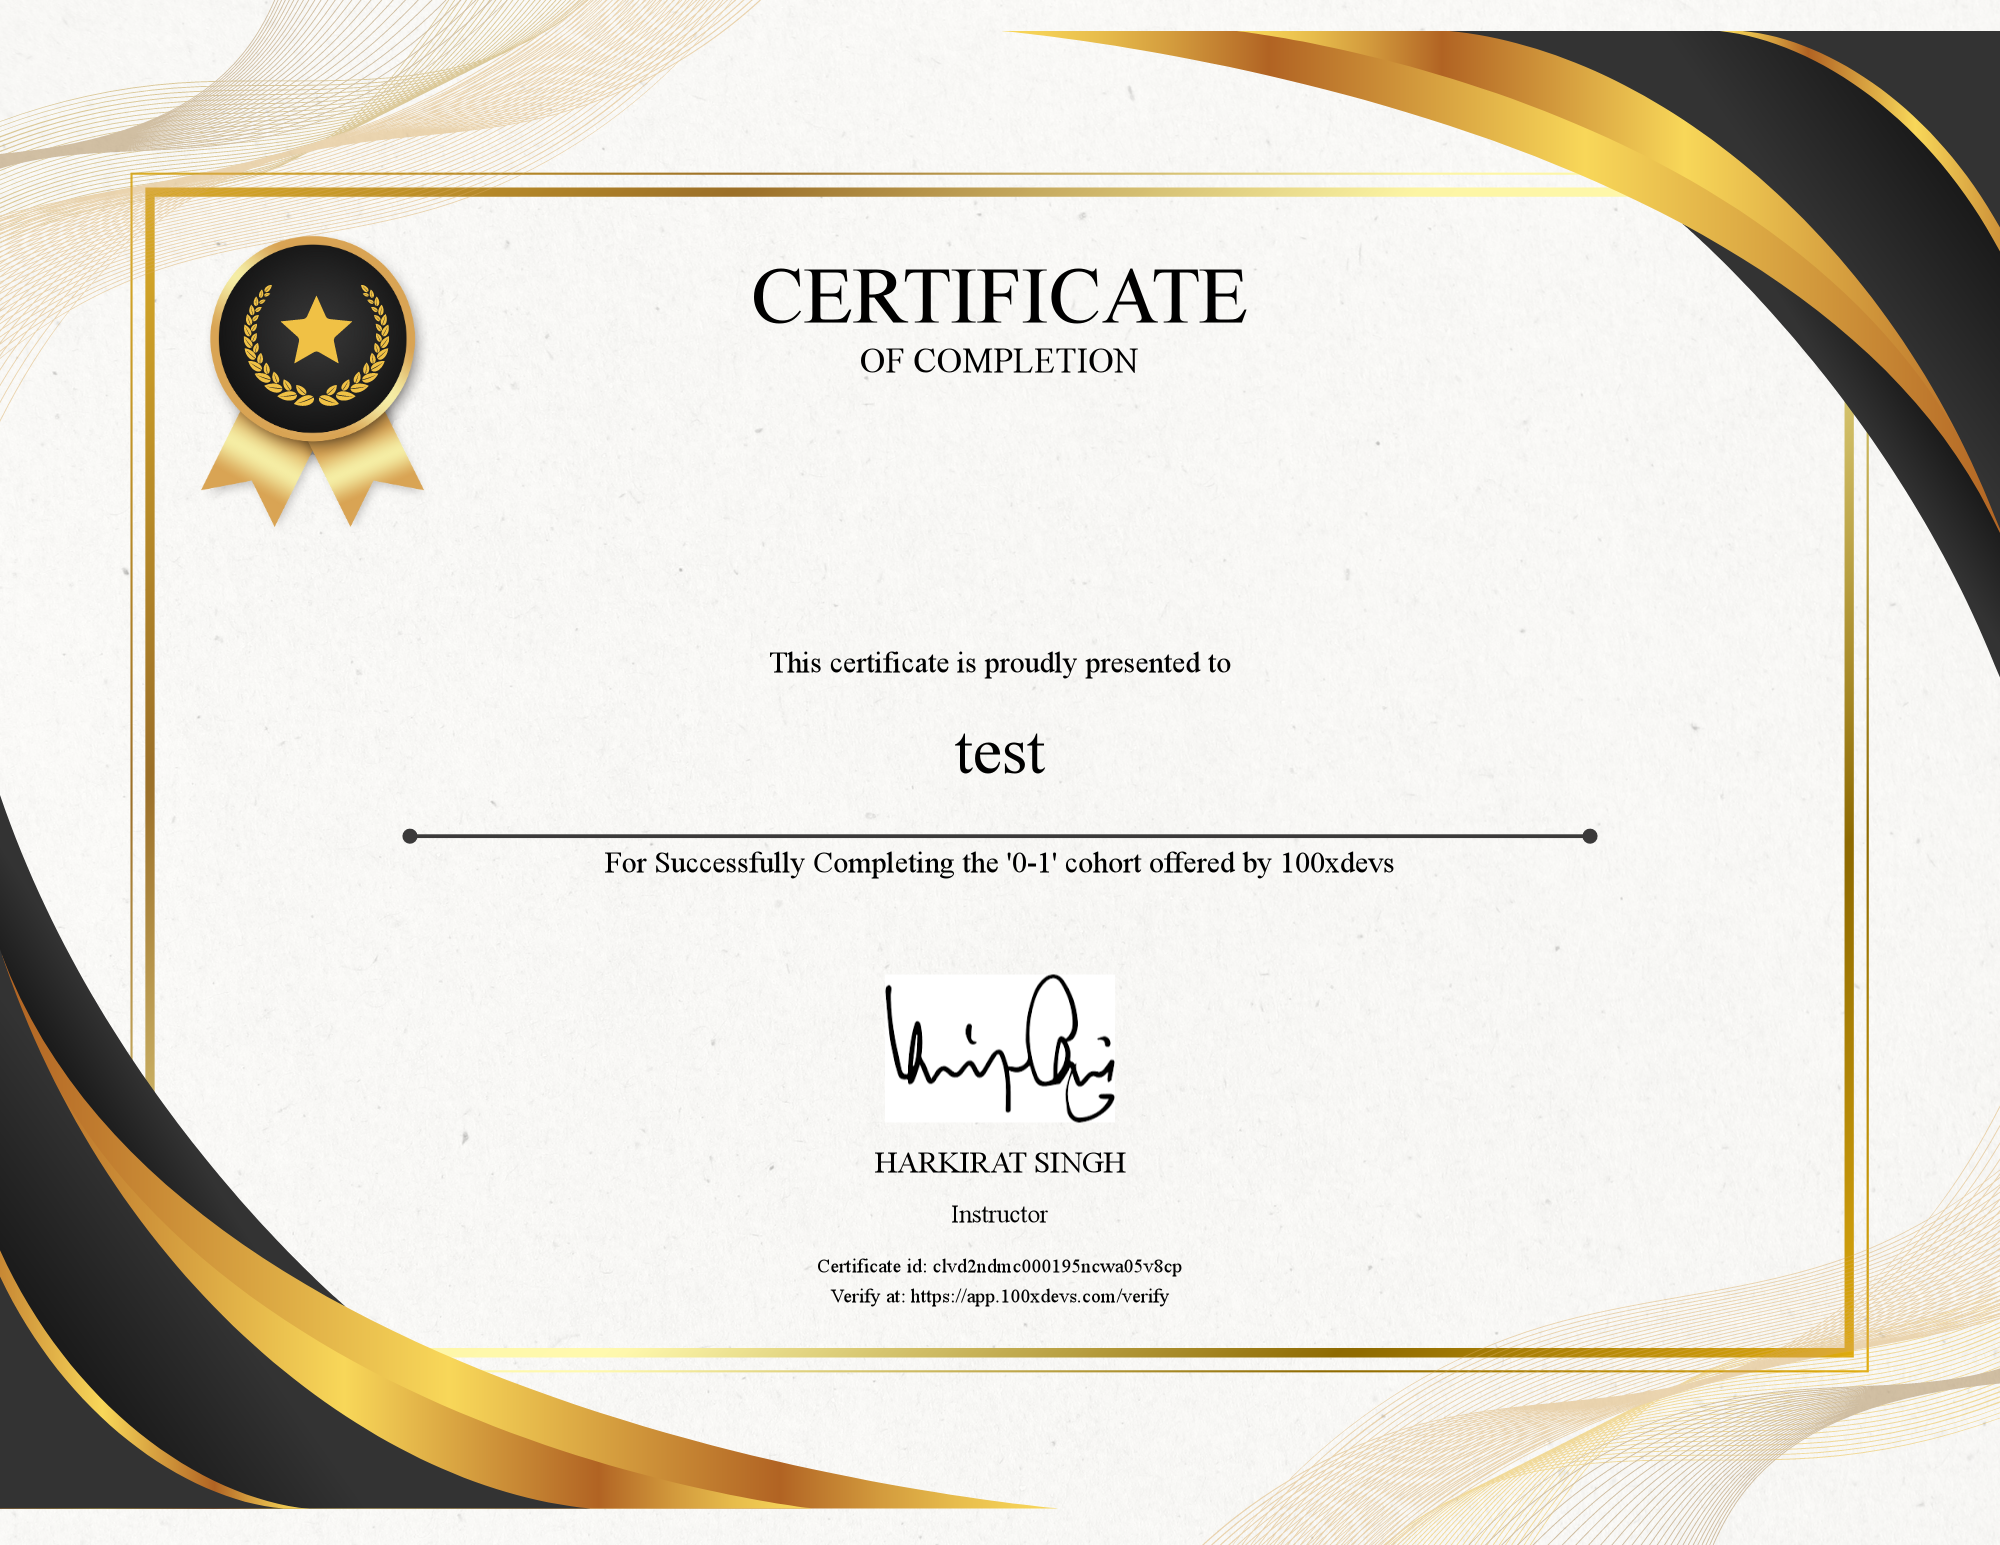 CERTIFICATE
OF COMPLETION
This certificate is proudly presented to
test
For Successfully Completing the '0-1' cohort offered by 100xdevs
HARKIRAT SINGH
Instructor
Certificate id: clvd2ndmc000195ncwa05v8cp
Verify at: https://app.100xdevs.com/verify